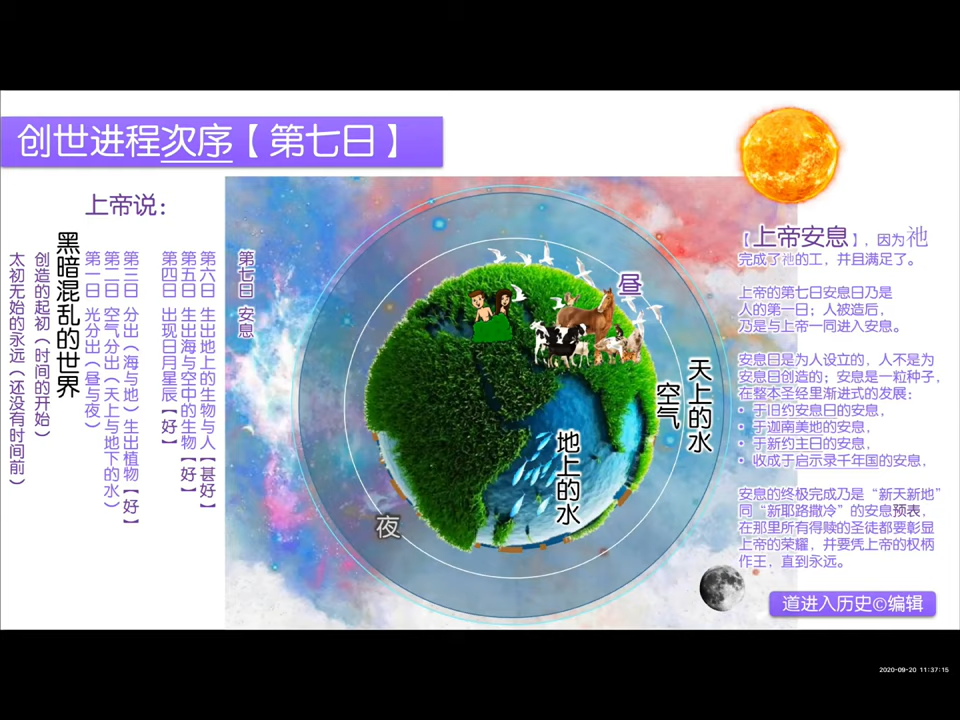 创世进程次序【第七日】
上帝说：
太初无始的永远（还没有时间前）
创造的起初（时间的开始）
黑暗混乱的世界
第一日 光分出（昼与夜）
第二日 空气分出（天上与地下的水）
第三日 分出（海与地）生出植物【好】
第四日 出现日月星辰【好】
第五日 生出海与空中的生物【好】
第六日 生出地上的生物与人【甚好】
第七日 安息
昼
夜
天上的水
空气
地上的水
【上帝安息】，因为祂
完成了祂的工，并且满足了。
上帝的第七日安息日乃是
人的第一日；人被造后，
乃是与上帝一同进入安息。
安息日是为人设立的，人不是为
安息日创造的；安息是一粒种子，
在整本圣经里渐进式的发展：
• 于旧约安息日的安息，
• 于迦南美地的安息，
• 于新约主日的安息，
• 收成于启示录千年国的安息，
安息的终极完成乃是“新天新地”
同“新耶路撒冷”的安息预表，
在那里所有得赎的圣徒都要彰显
上帝的荣耀，并要凭上帝的权柄
作王，直到永远。
道进入历史©编辑
2020-09-20 11:37:15